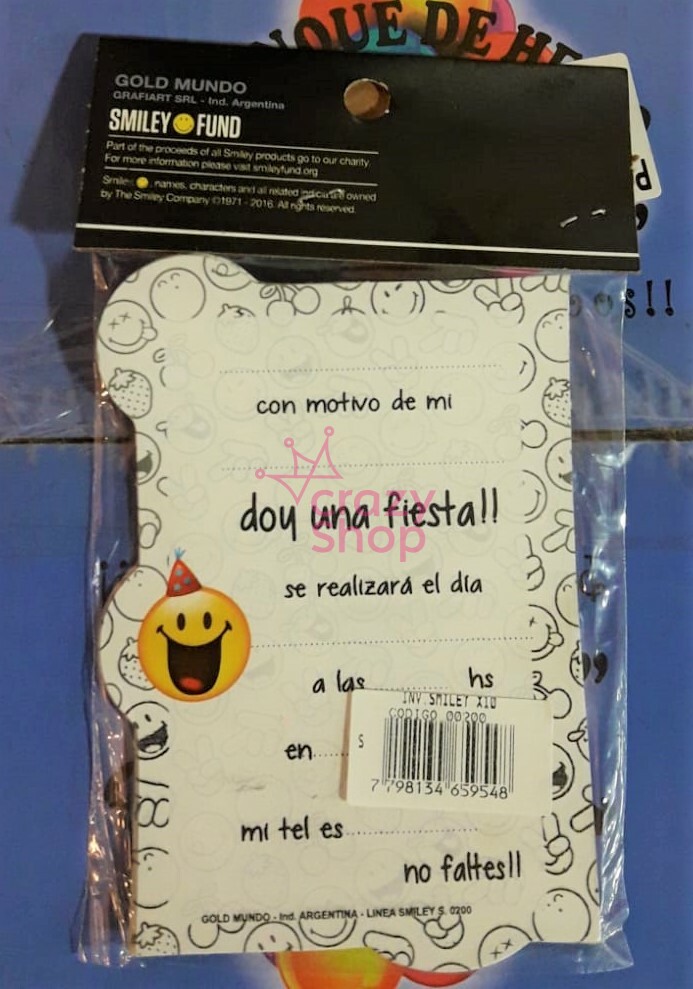 GOLD MUNDO
GRAFIART SRL - Ind. Argentina
SMILEY FUND
Part of the proceeds of all Smiley products go to our charity.
For more information please visit smileyfund.org
Smiley, names, characters and all related indicia are owned
by The Smiley Company ©1971 - 2016. All rights reserved.
con motivo de mi
crazy
shop
doy una fiesta!!
se realizará el día
a las hs
INV.SMILEY X10
CODIGO 00200
en
S
7 798134 659548
mi tel es
no faltes!!
GOLD MUNDO - Ind. ARGENTINA - LINEA SMILEY S. 0200